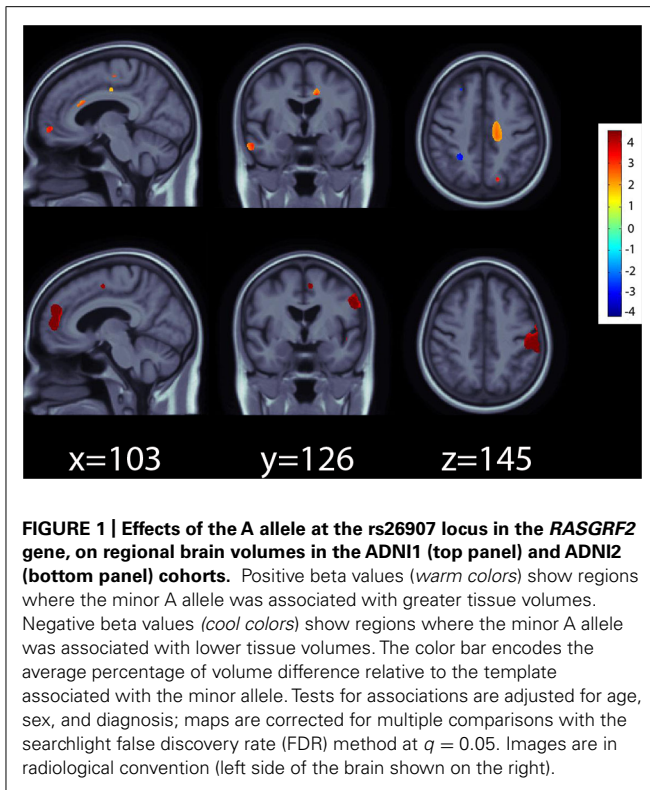 4
3
2
1
0
-1
-2
-3
-4
x=103 y=126 z=145
FIGURE 1 | Effects of the A allele at the rs26907 locus in the RASGRF2
gene, on regional brain volumes in the ADNI1 (top panel) and ADNI2
(bottom panel) cohorts. Positive beta values (warm colors) show regions
where the minor A allele was associated with greater tissue volumes.
Negative beta values (cool colors) show regions where the minor A allele
was associated with lower tissue volumes. The color bar encodes the
average percentage of volume difference relative to the template
associated with the minor allele. Tests for associations are adjusted for age,
sex, and diagnosis; maps are corrected for multiple comparisons with the
searchlight false discovery rate (FDR) method at q = 0.05. Images are in
radiological convention (left side of the brain shown on the right).